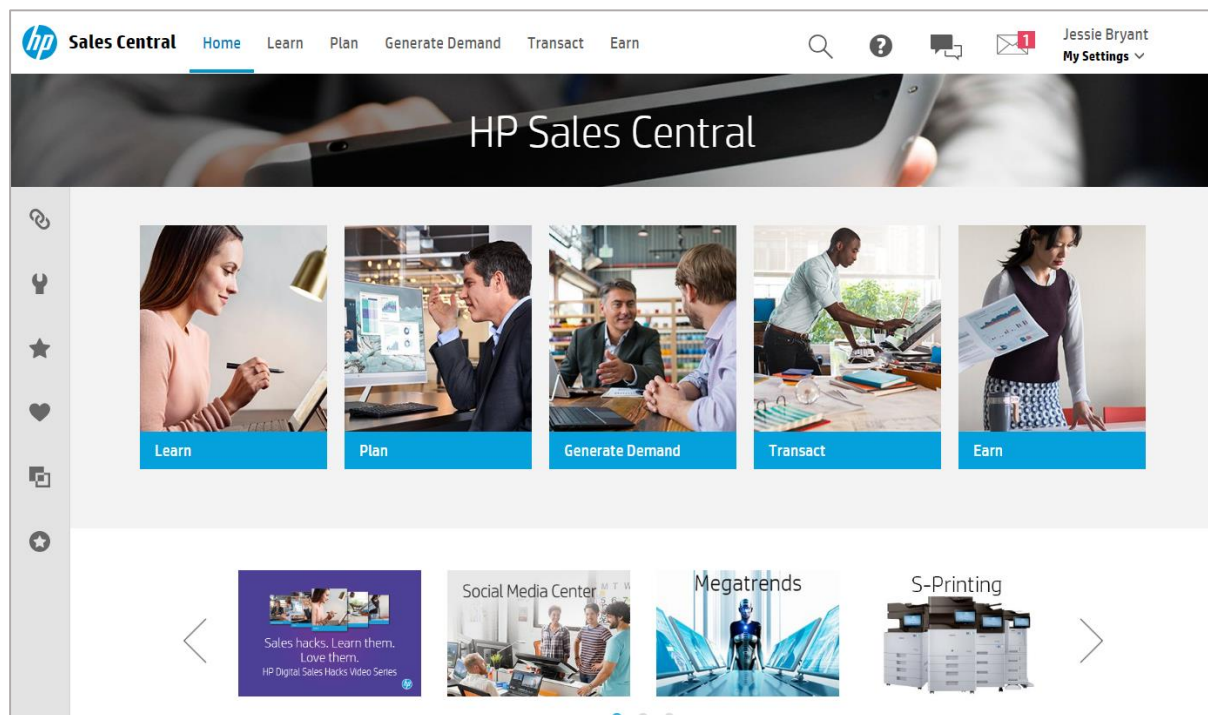 hp
Sales Central
Home
Learn
Plan
Generate Demand
Transact
Earn
?
1
Jessie Bryant
My Settings
HP Sales Central
Learn
Plan
Generate Demand
Transact
Earn
Sales hacks. Learn them.
Love them.
HP Digital Sales Hacks Video Series
hp
Social Media Center
M T W
Megatrends
S-Printing